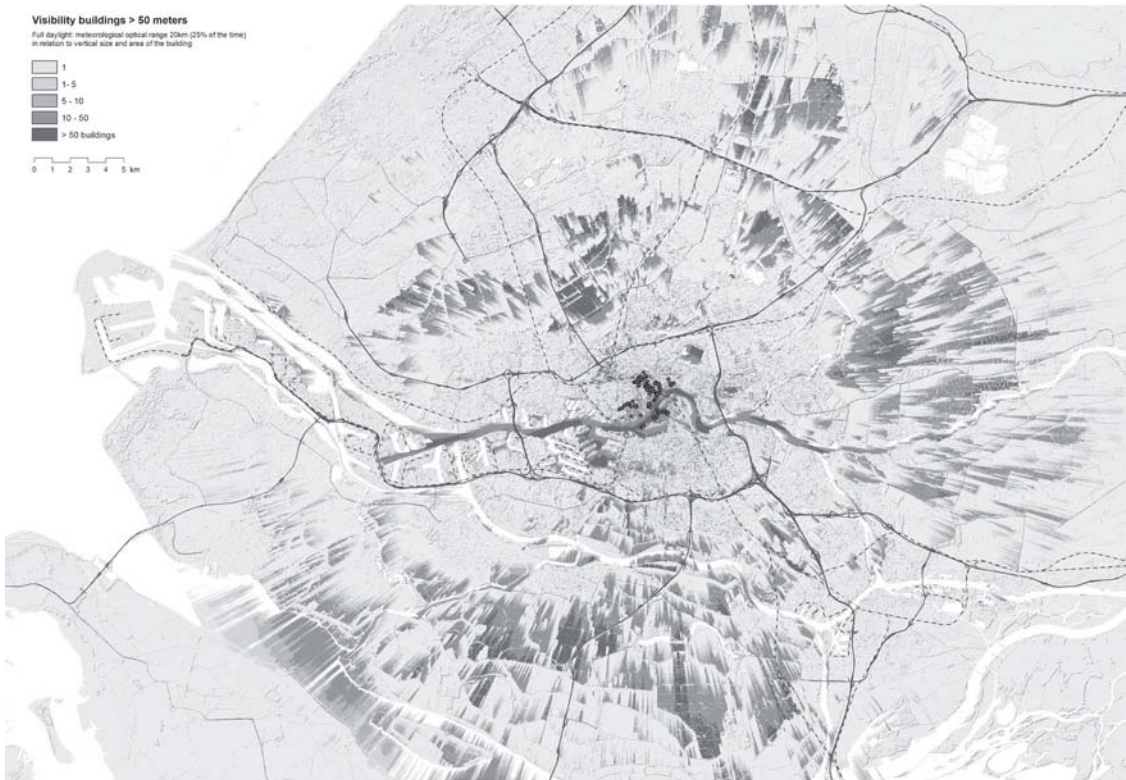 Visibility buildings > 50 meters
Full daylight: meteorological optical range 20km (25% of the time)
in relation to vertical size and area of the building
1
1- 5
5 - 10
10 - 50
> 50 buildings
0 1 2 3 4 5 km